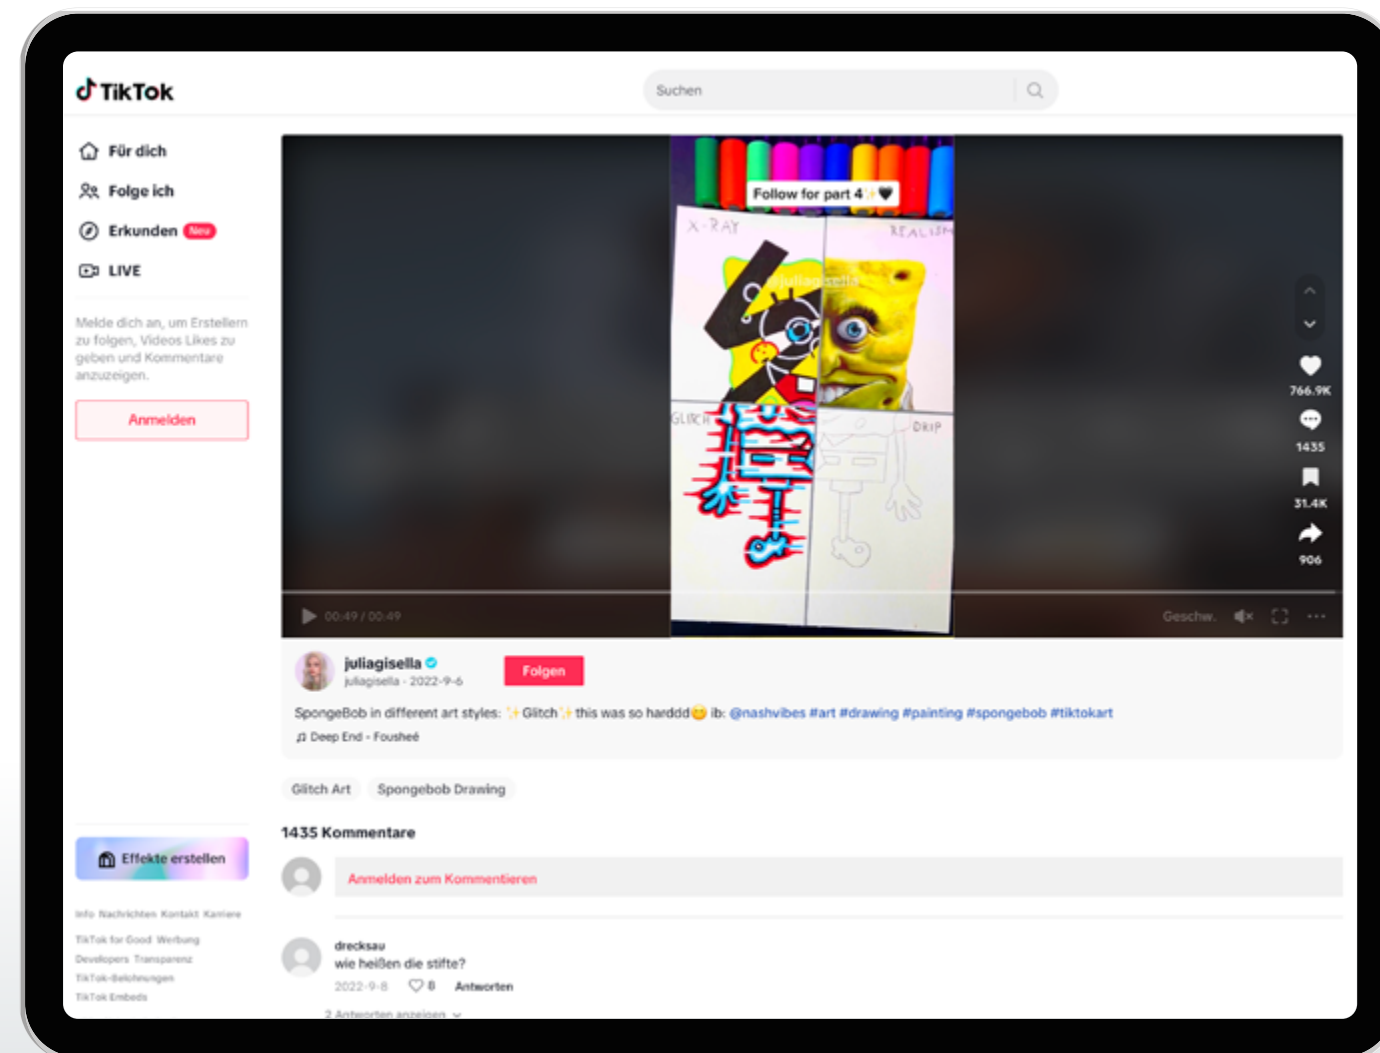 TikTok
Suchen
Für dich
Folge ich
Erkunden Neu
LIVE
Melde dich an, um Erstellern
zu folgen, Videos Likes zu
geben und Kommentare
anzuzeigen.
Anmelden
Follow for part 4✨🖤
X-RAY
REALISM
@juliagisella
GLITCH
DRIP
766.9K
1435
31.4K
906
00:49 / 00:49
Geschw.
juliagisella
juliagisella · 2022-9-6
Folgen
SpongeBob in different art styles: ✨Glitch✨this was so harddd😋 ib: @nashvibes #art #drawing #painting #spongebob #tiktokart
♫ Deep End - Fousheé
Glitch Art
Spongebob Drawing
1435 Kommentare
Anmelden zum Kommentieren
drecksau
wie heißen die stifte?
2022-9-8 8 Antworten
2 Antworten anzeigen
Effekte erstellen
Info Nachrichten Kontakt Karriere
TikTok for Good Werbung
Developers Transparenz
TikTok-Belohnungen
TikTok Embeds